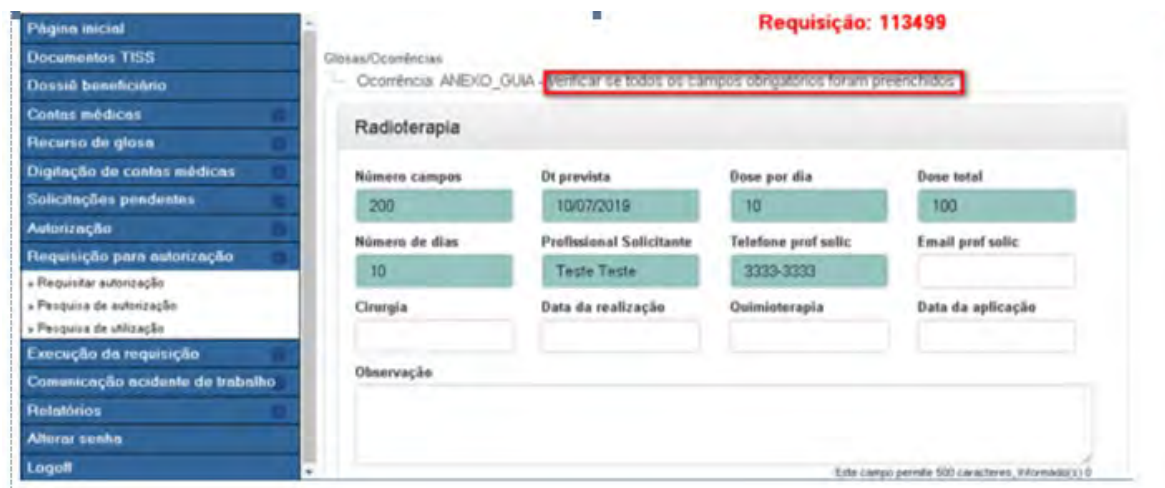 Requisição: 113499
Página inicial
Documentos TISS
Dossiê beneficiário
Contas médicas
Recurso de glosa
Digitação de contas médicas
Solicitações pendentes
Autorização
Requisição para autorização
» Requisitar autorização
» Pesquisa de autorização
» Pesquisa de utilização
Execução da requisição
Comunicação acidente de trabalho
Relatórios
Alterar senha
Logoff
Glosas/Ocorrências
Ocorrência: ANEXO_GUIA - Verificar se todos os campos obrigatórios foram preenchidos
Radioterapia
Número campos Dt prevista Dose por dia Dose total
200 10/07/2019 10 100
Número de dias Profissional Solicitante Telefone prof solic Email prof solic
10 Teste Teste 3333-3333
Cirurgia Data da realização Quimioterapia Data da aplicação
Observação
Este campo permite 500 caracteres, Informado(s) 0